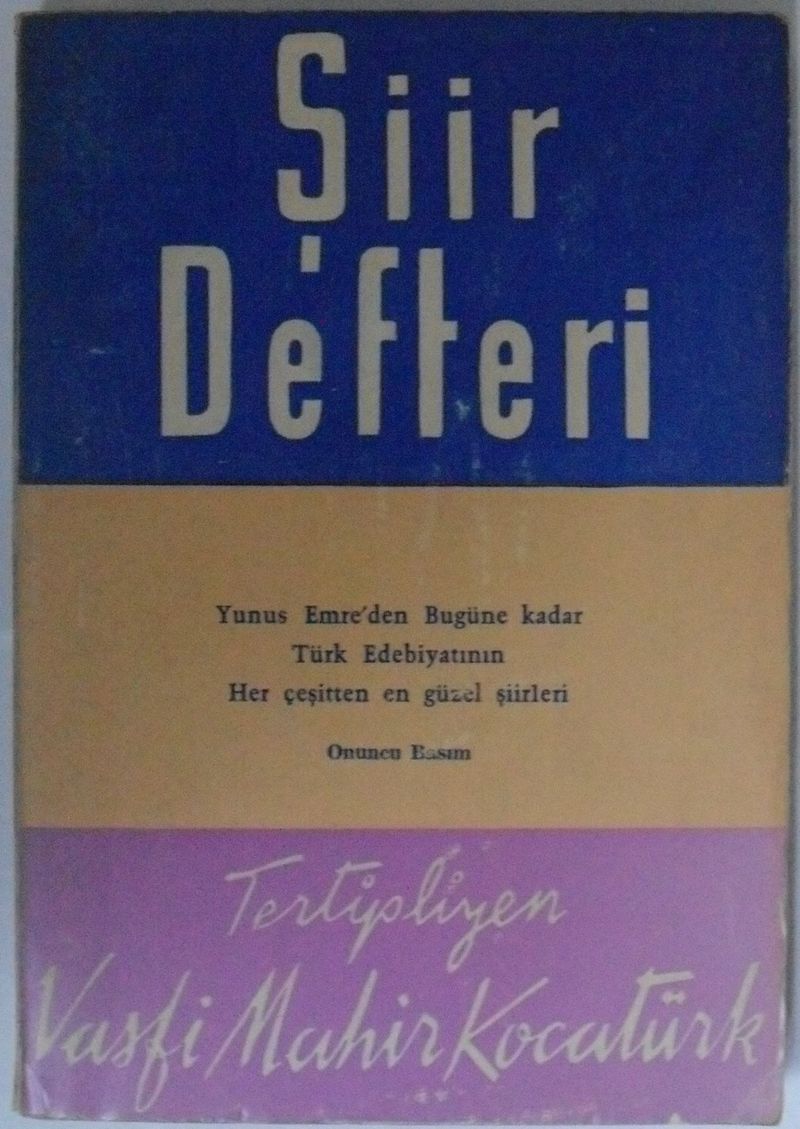 Şiir
Defteri
Yunus Emre'den Bugüne kadar
Türk Edebiyatının
Her çeşitten en güzel şiirleri
Onuncu Basım
Tertipliyen
Vasfi Mahir Kocatürk